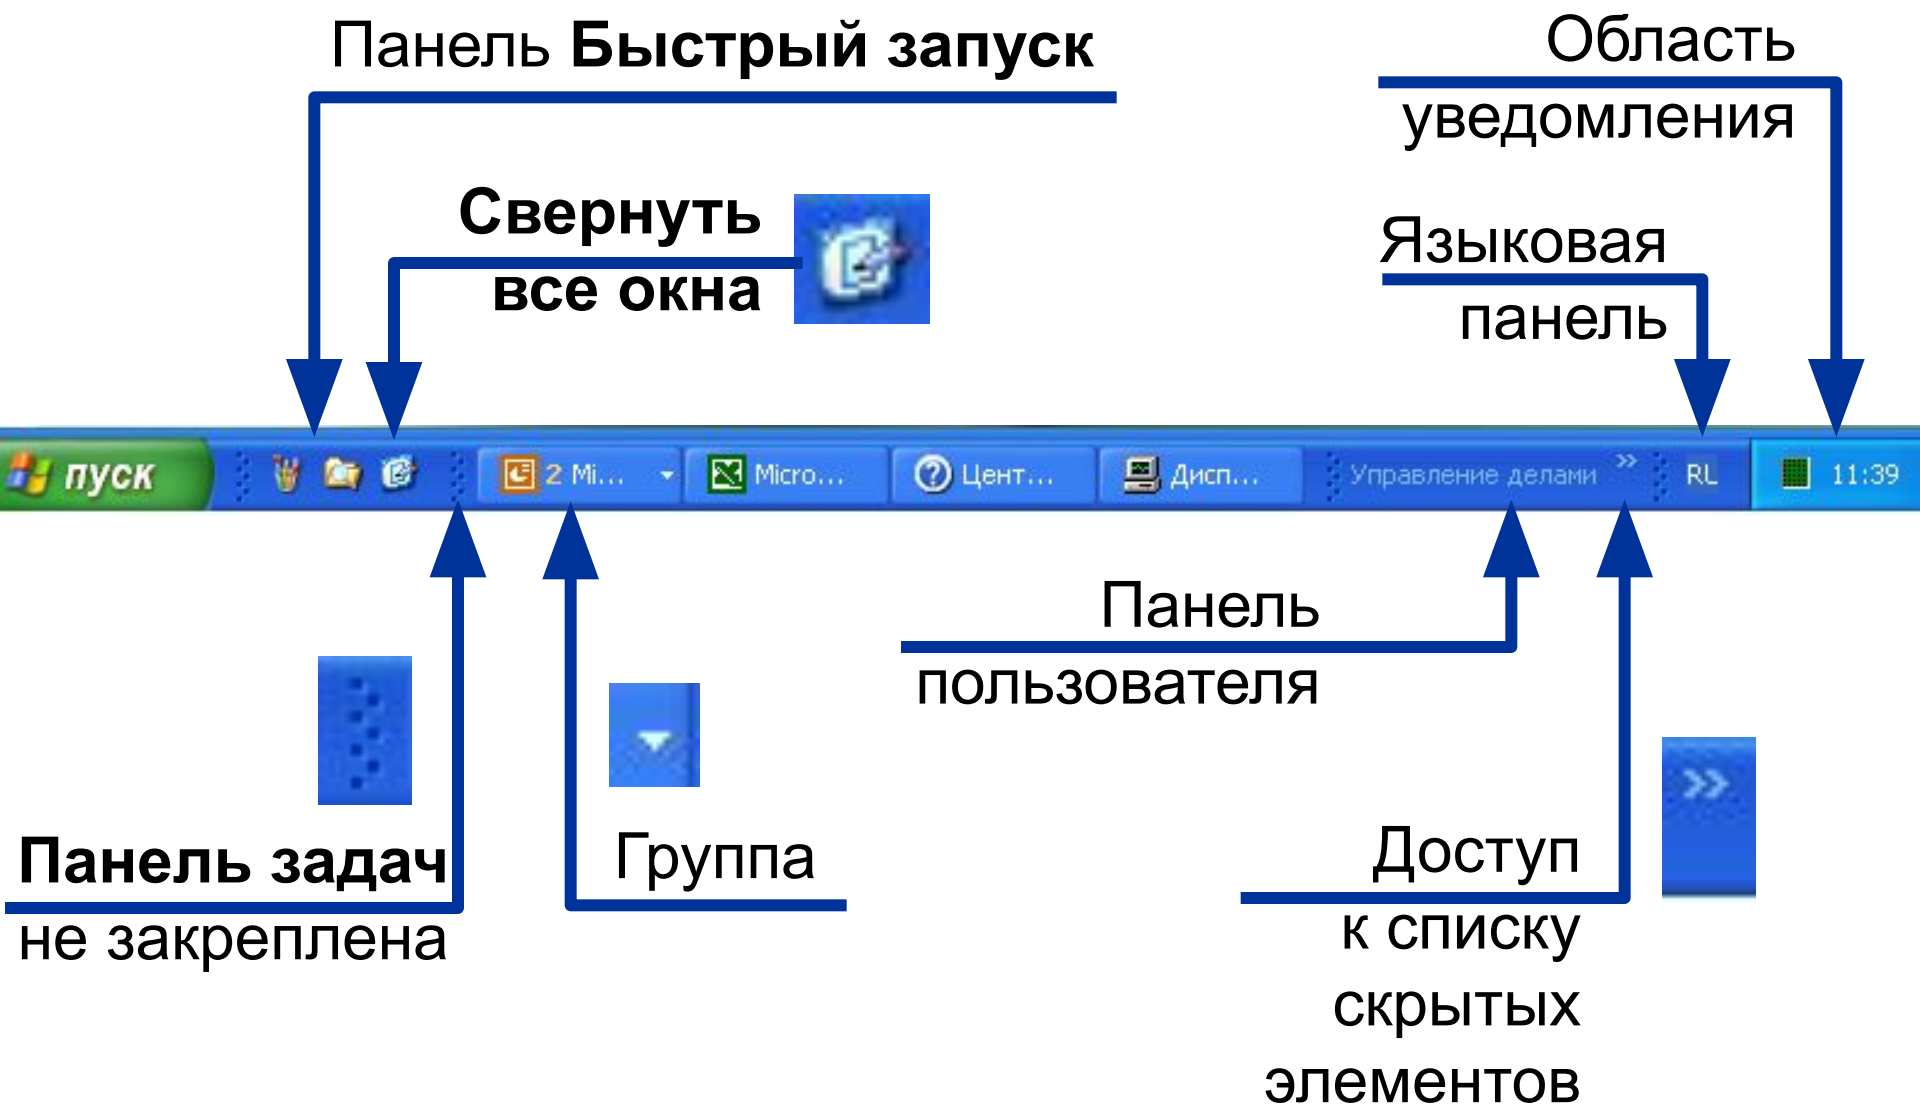 Панель Быстрый запуск
Область
уведомления
Свернуть
все окна
Языковая
панель
пуск
2 Mi...
Micro...
Цент...
Дисп...
Управление делами
RL
11:39
Панель
пользователя
Панель задач
не закреплена
Группа
Доступ
к списку
скрытых
элементов